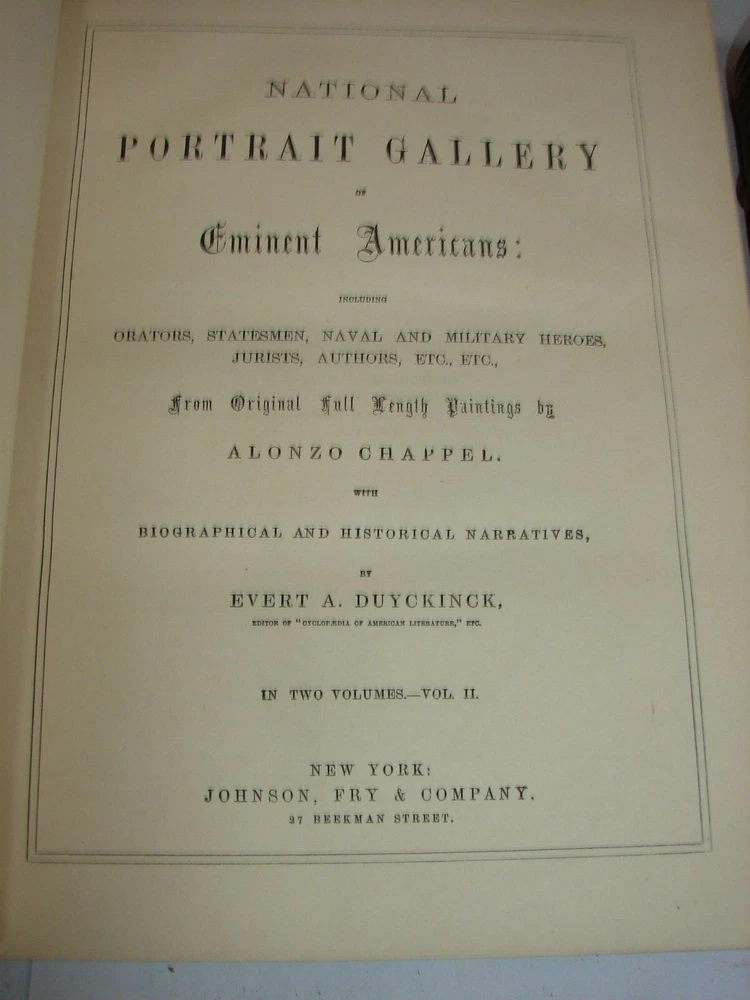 NATIONAL
PORTRAIT GALLERY
OF
Eminent Americans:
INCLUDING
ORATORS, STATESMEN, NAVAL AND MILITARY HEROES,
JURISTS, AUTHORS, ETC., ETC.,
From Original Full Length Paintings by
ALONZO CHAPPEL.
WITH
BIOGRAPHICAL AND HISTORICAL NARRATIVES,
BY
EVERT A. DUYCKINCK,
EDITOR OF "CYCLOPÆDIA OF AMERICAN LITERATURE," ETC.
IN TWO VOLUMES.—VOL. II.
NEW YORK:
JOHNSON, FRY & COMPANY.
27 BEEKMAN STREET.